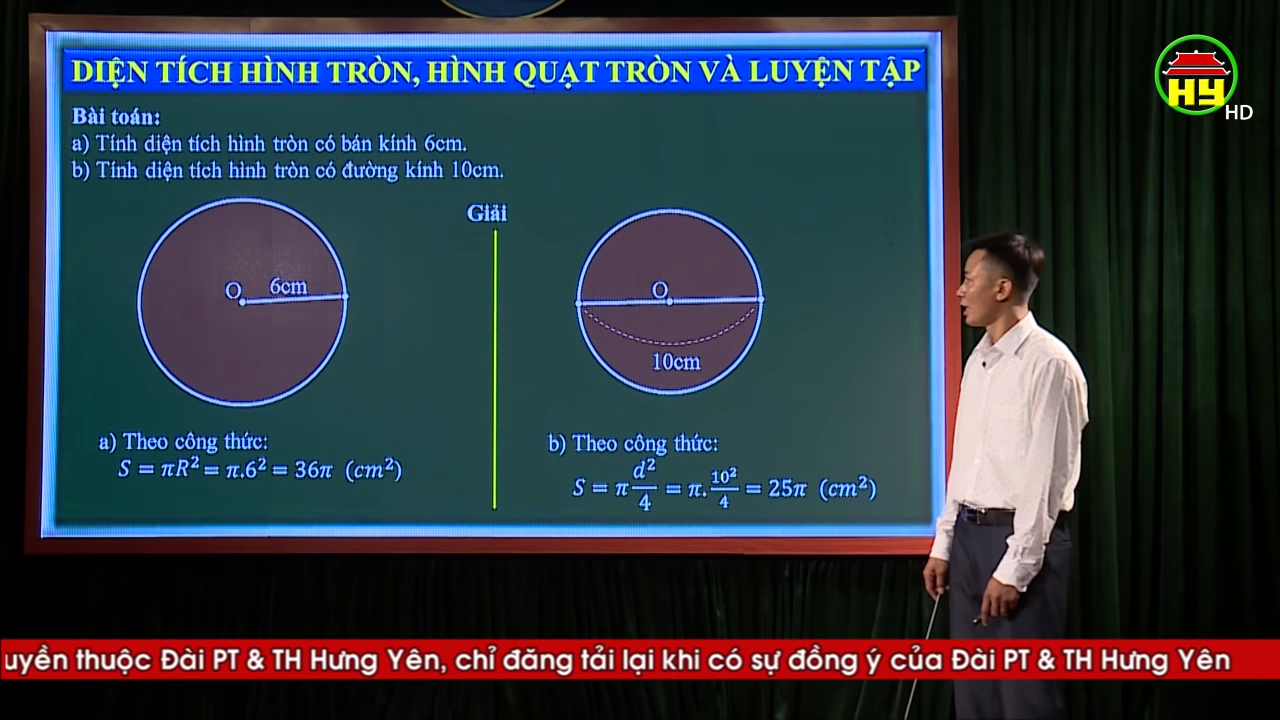 DIỆN TÍCH HÌNH TRÒN, HÌNH QUẠT TRÒN VÀ LUYỆN TẬP
HY
HD
Bài toán:
a) Tính diện tích hình tròn có bán kính 6cm.
b) Tính diện tích hình tròn có đường kính 10cm.
Giải
O 6cm
O
10cm
a) Theo công thức:
S = πR² = π.6² = 36π (cm²)
b) Theo công thức:
S = π d²/4 = π. 10²/4 = 25π (cm²)
uyền thuộc Đài PT & TH Hưng Yên, chỉ đăng tải lại khi có sự đồng ý của Đài PT & TH Hưng Yên